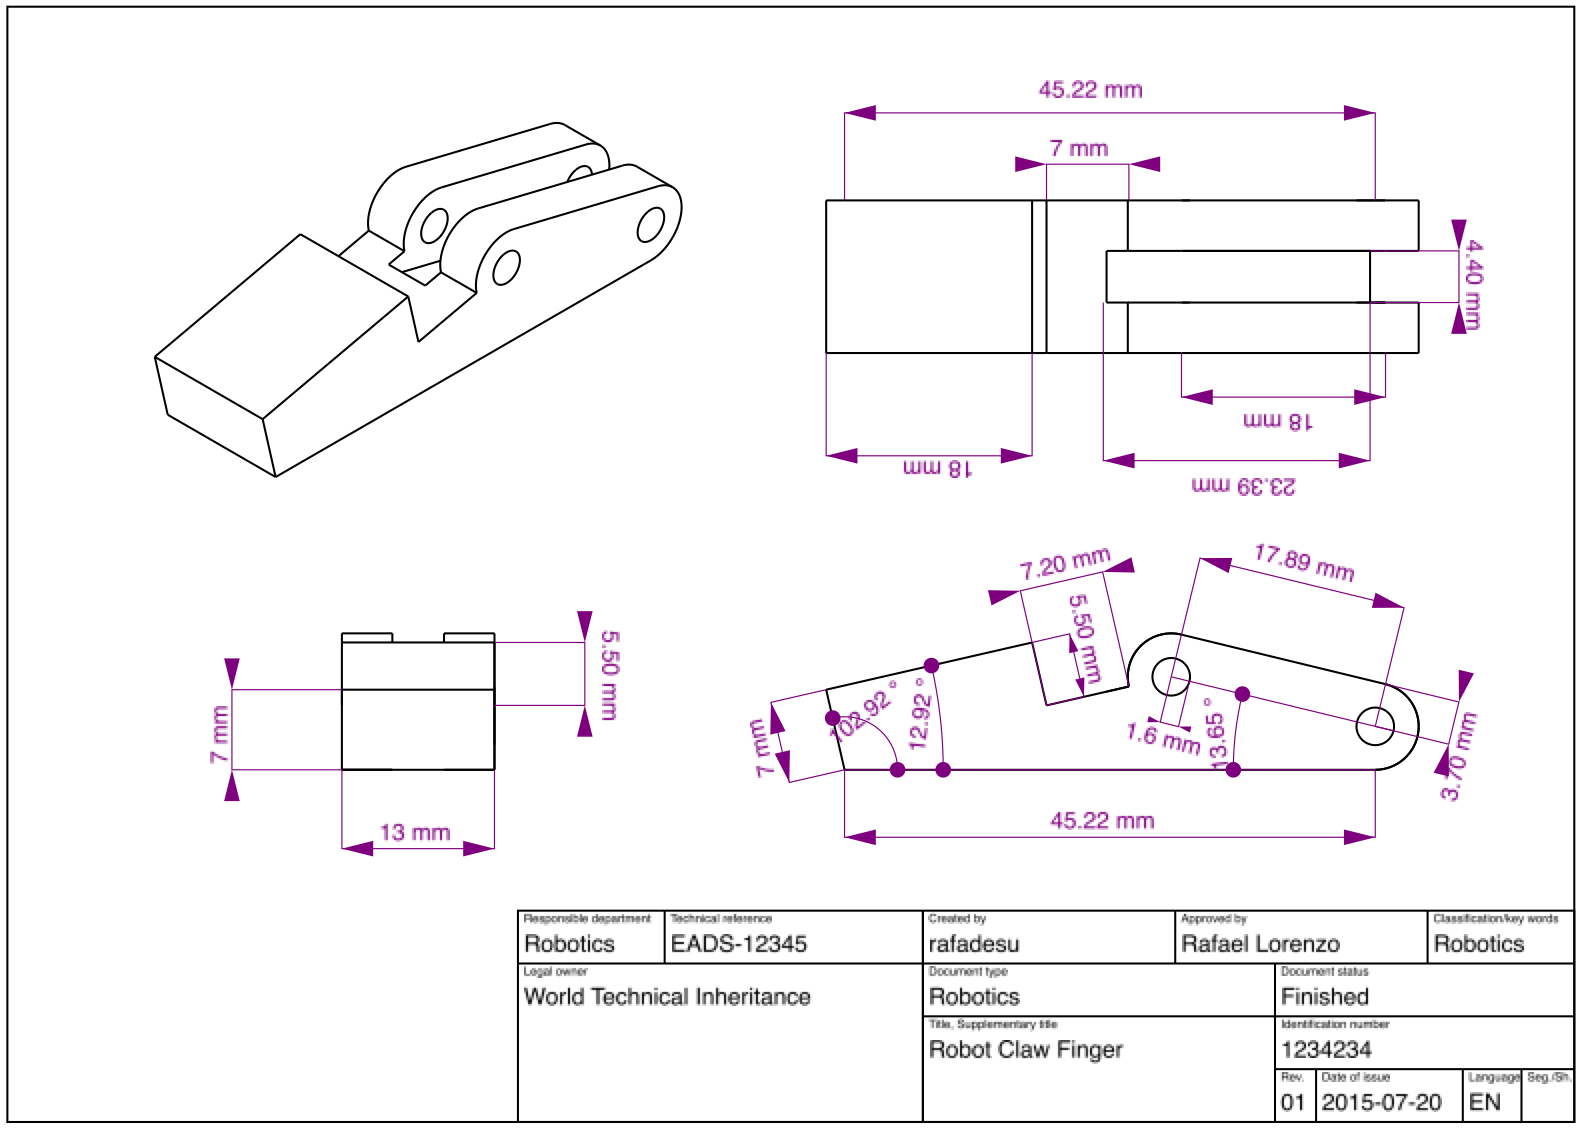 45.22 mm
7 mm
4.40 mm
18 mm
18 mm
23.39 mm
7.20 mm
17.89 mm
5.50 mm
5.50 mm
102.92 °
12.92 °
7 mm
7 mm
1.6 mm
13.65 °
3.70 mm
13 mm
45.22 mm
Responsible department Technical reference Created by Approved by Classification/key words
Robotics EADS-12345 rafadesu Rafael Lorenzo Robotics
Legal owner Document type Document status
World Technical Inheritance Robotics Finished
Title, Supplementary title Identification number
Robot Claw Finger 1234234
Rev. Date of issue Language Seg./Sh.
01 2015-07-20 EN